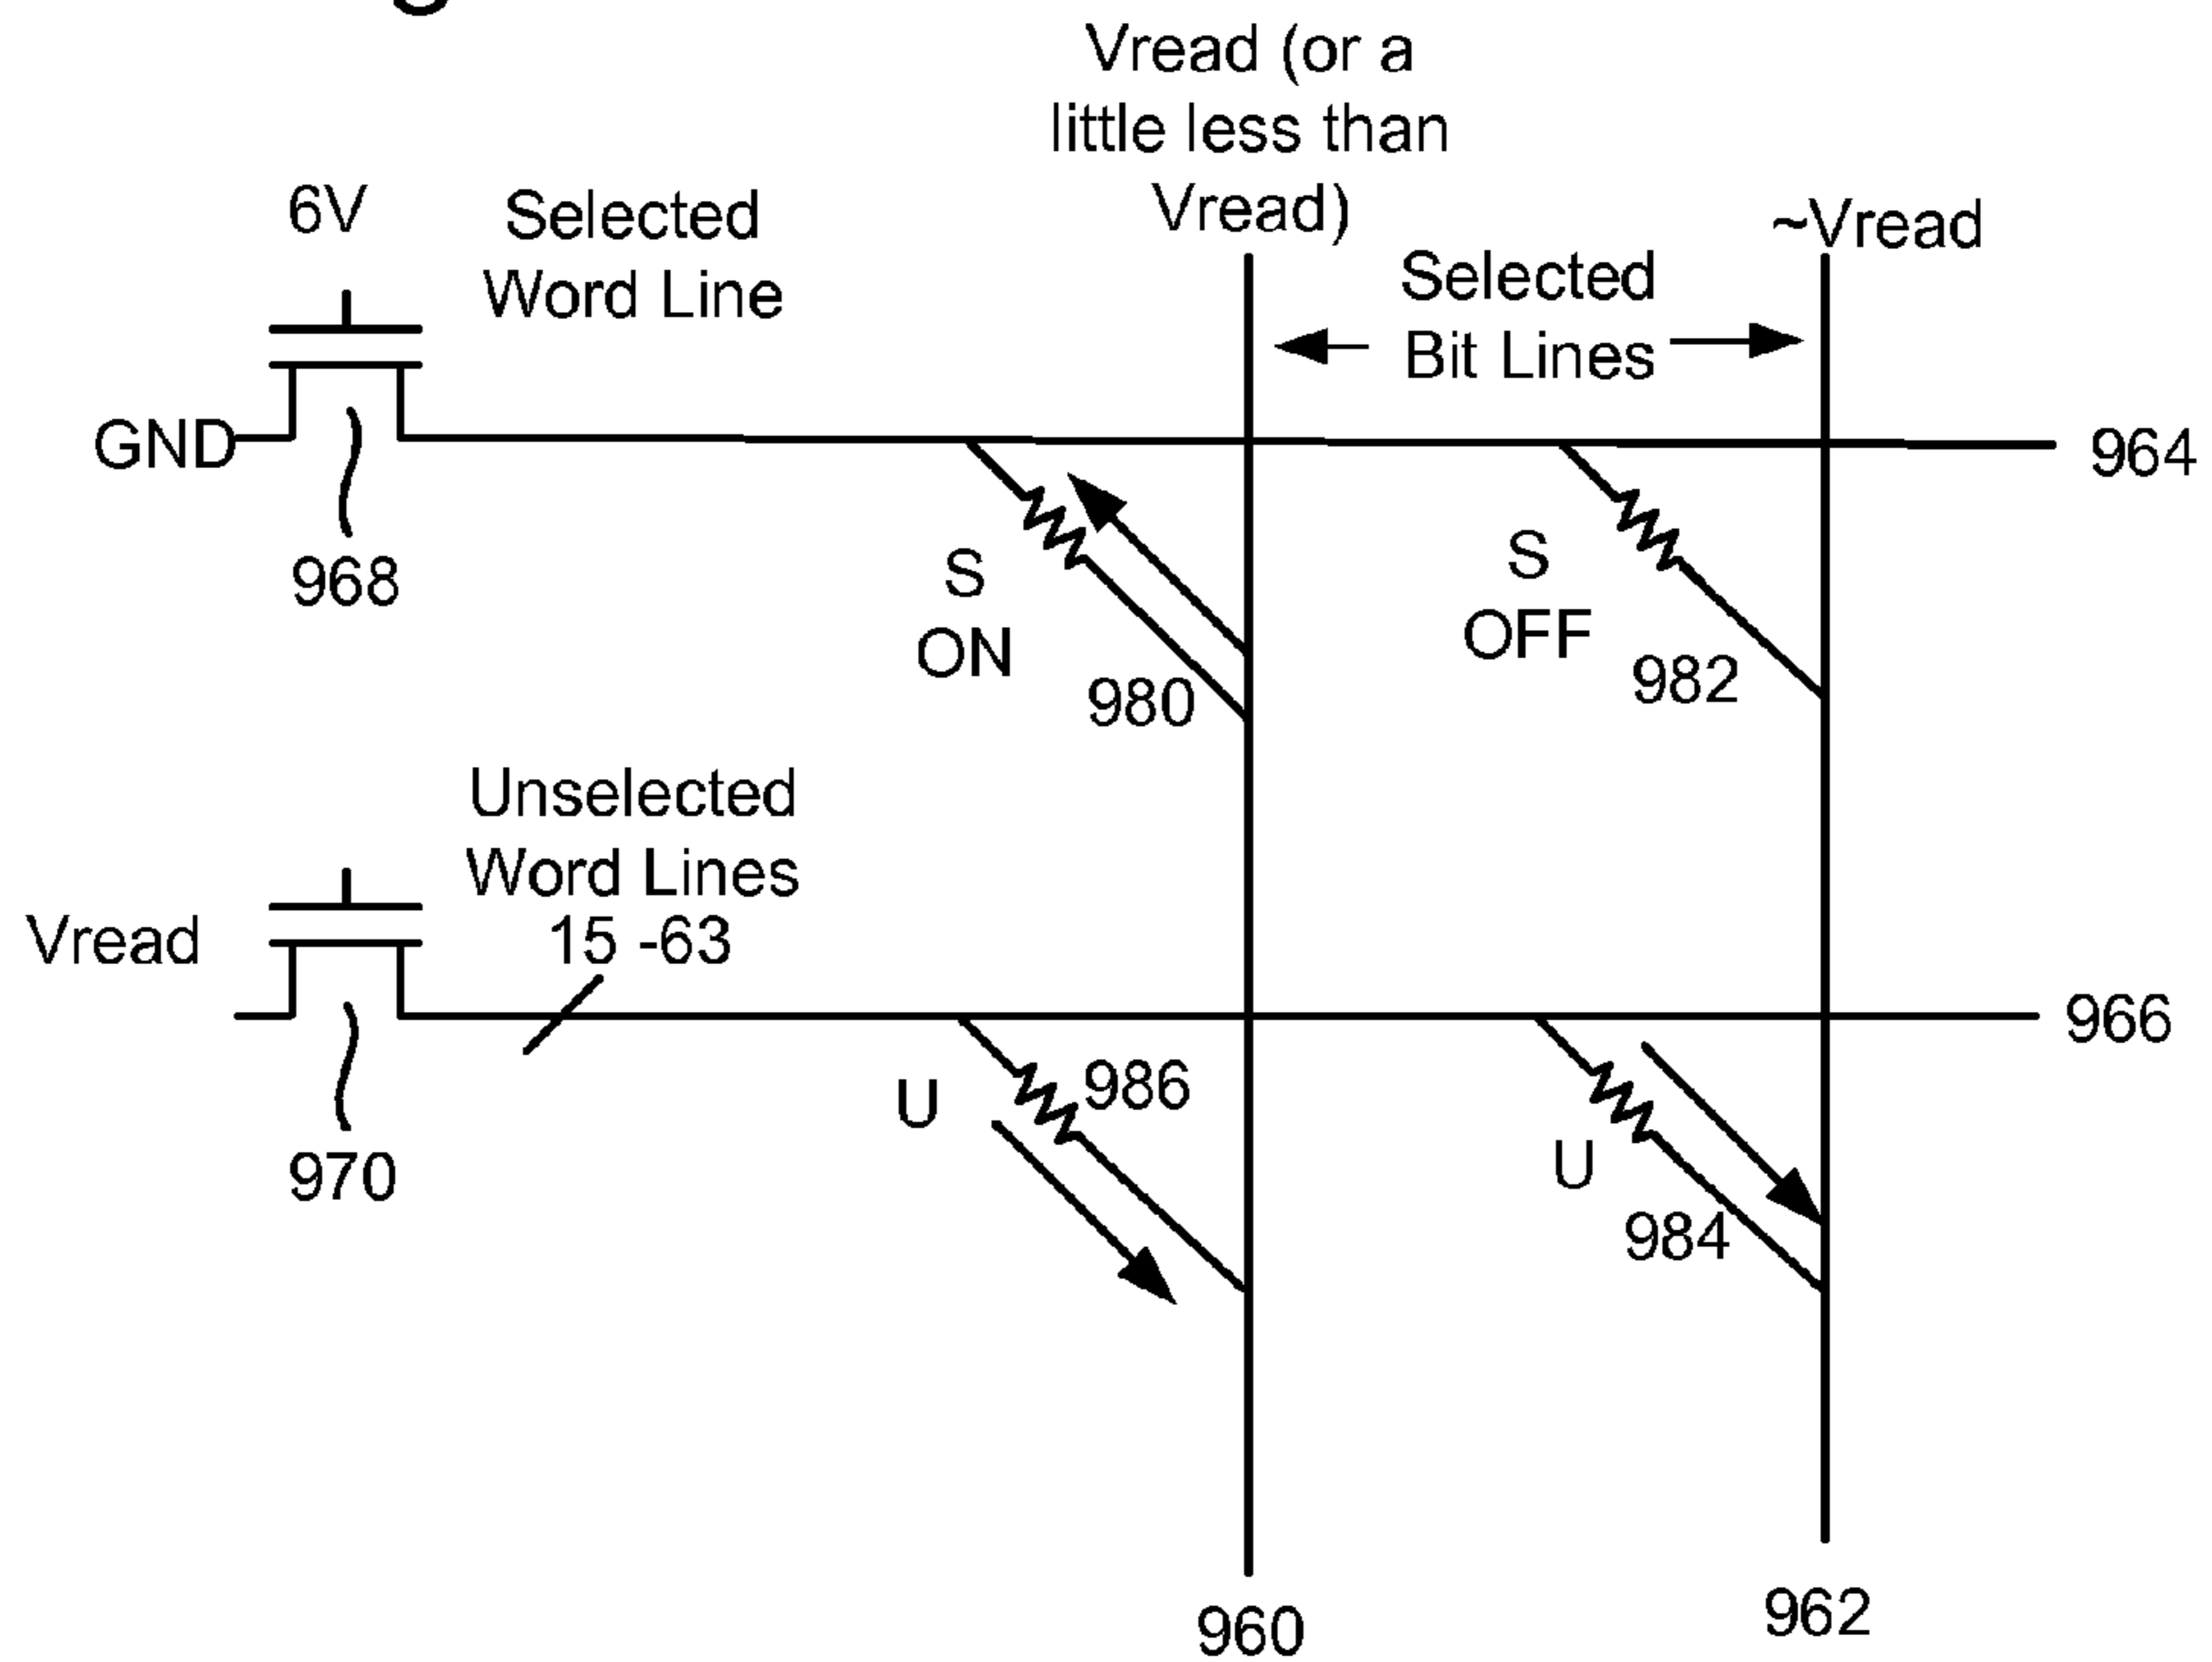 Vread (or a
little less than
Vread)
6V
Selected
Word Line
~Vread
Selected
Bit Lines
GND
964
968
S
ON
980
S
OFF
982
Unselected
Word Lines
15 -63
Vread
966
970
U
986
U
984
960
962